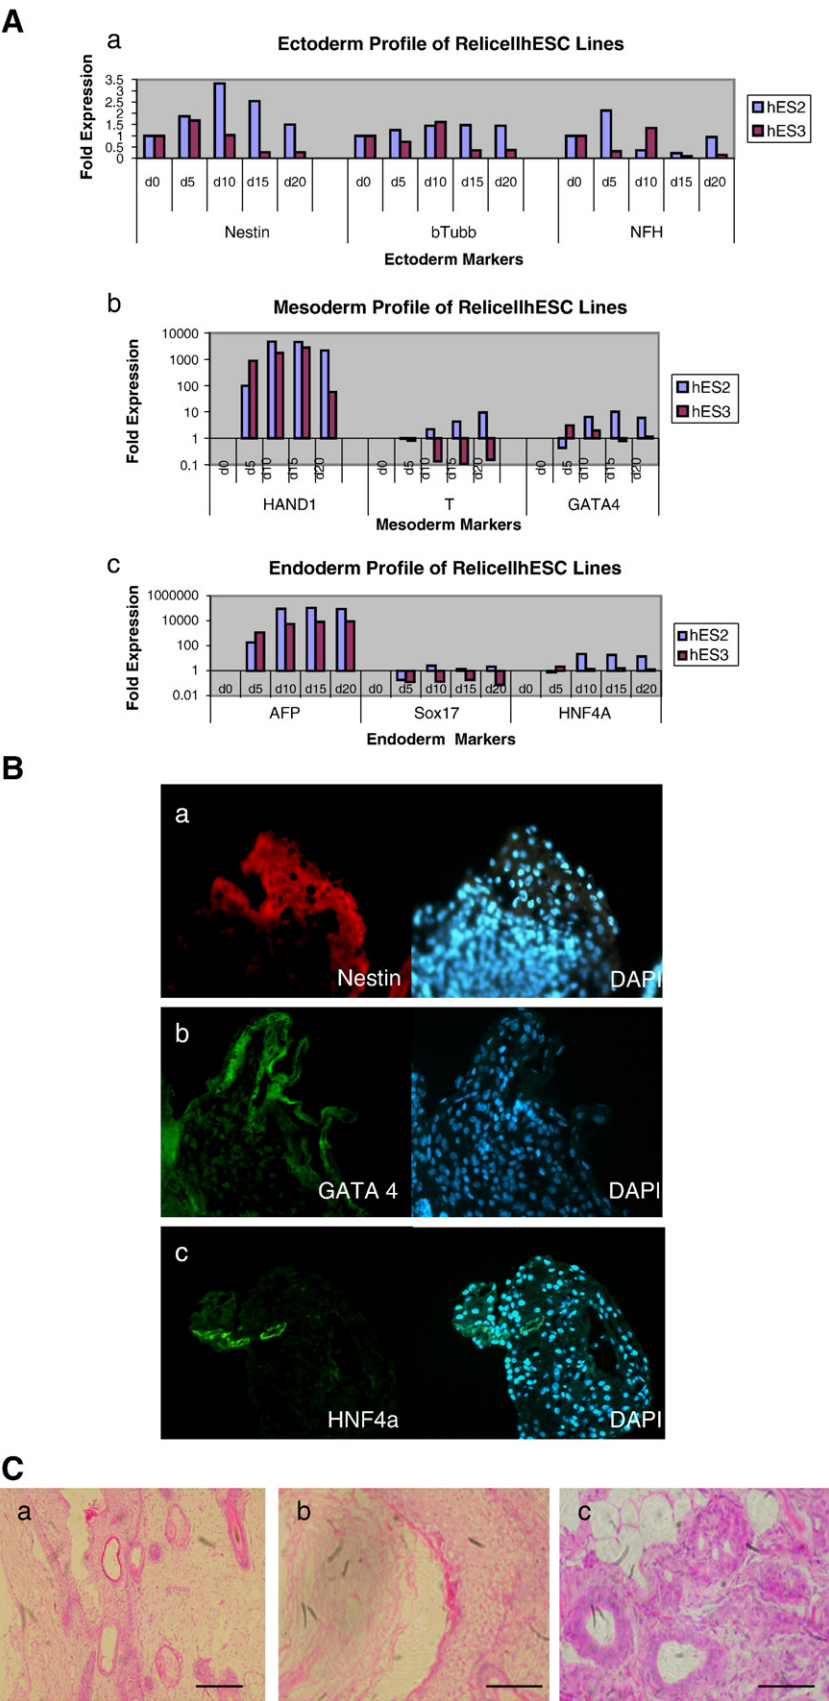 A
a
Ectoderm Profile of RelicellhESC Lines
Fold Expression
3.5
3
2.5
2
1.5
1
0.5
0
d0 d5 d10 d15 d20 d0 d5 d10 d15 d20 d0 d5 d10 d15 d20
Nestin bTubb NFH
Ectoderm Markers
hES2
hES3
b
Mesoderm Profile of RelicellhESC Lines
Fold Expression
10000
1000
100
10
1
0.1
d0 d5 d10 d15 d20 d0 d5 d10 d15 d20 d0 d5 d10 d15 d20
HAND1 T GATA4
Mesoderm Markers
hES2
hES3
c
Endoderm Profile of RelicellhESC Lines
Fold Expression
1000000
10000
100
1
0.01
d0 d5 d10 d15 d20 d0 d5 d10 d15 d20 d0 d5 d10 d15 d20
AFP Sox17 HNF4A
Endoderm Markers
hES2
hES3
B
a
Nestin DAPI
b
GATA 4 DAPI
c
HNF4a DAPI
C
a b c